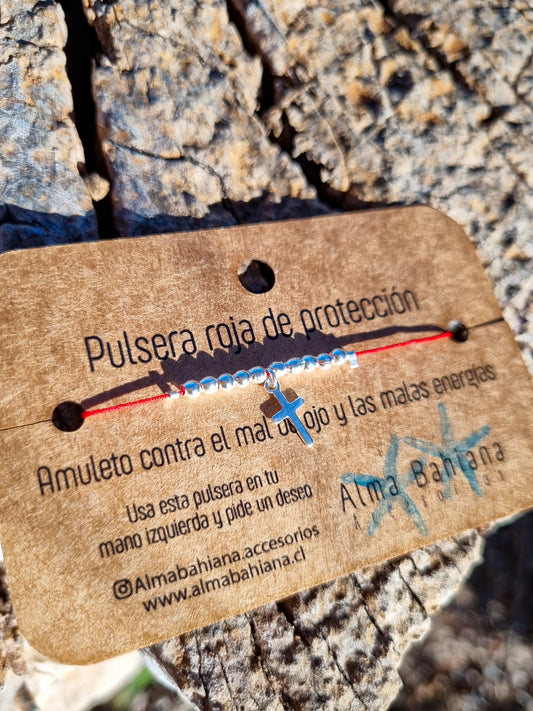 Pulsera roja de protección
Amuleto contra el mal de ojo y las malas energías
Usa esta pulsera en tu
mano izquierda y pide un deseo
Alma Bahiana
Almabahiana.accesorios
www.almabahiana.cl